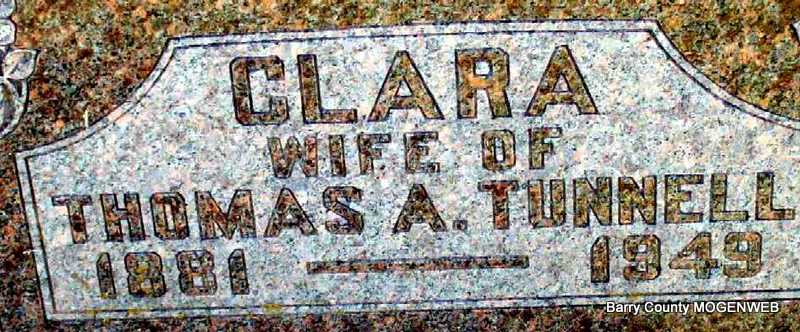 CLARA
WIFE OF
THOMAS A. TUNNELL
1881 — 1949
Barry County MOGENWEB